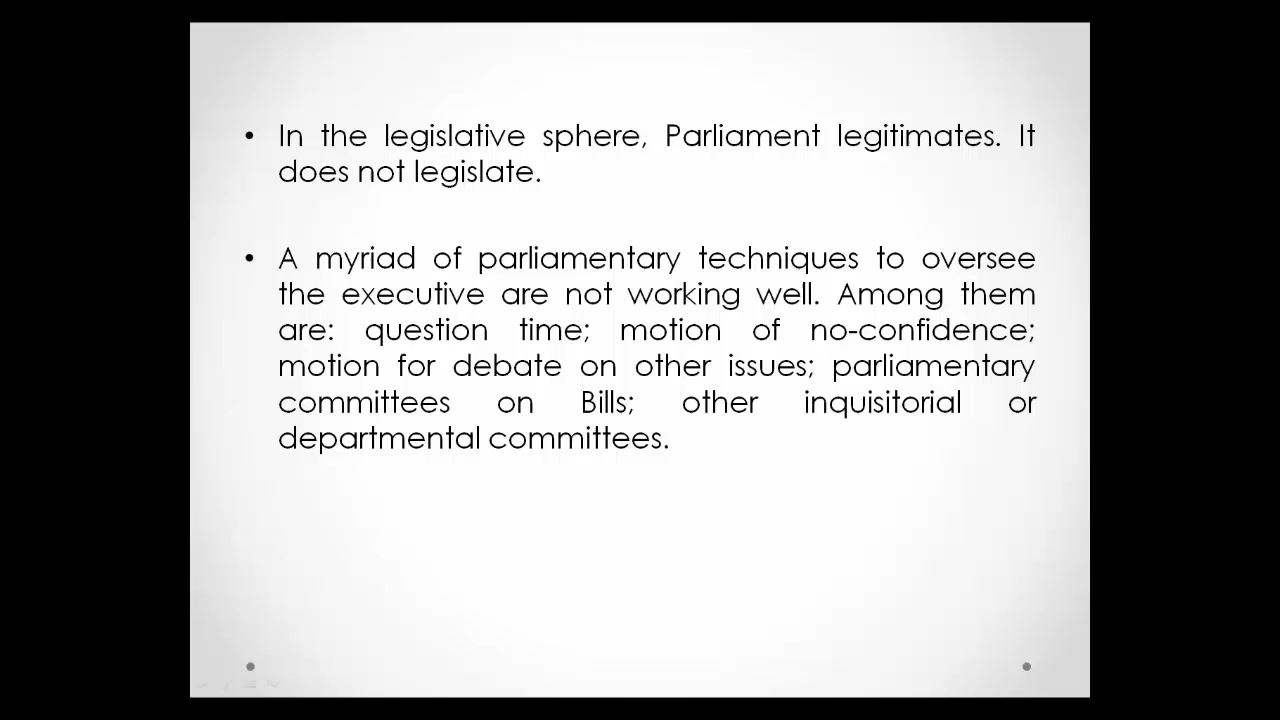 • In the legislative sphere, Parliament legitimates. It
does not legislate.
• A myriad of parliamentary techniques to oversee
the executive are not working well. Among them
are: question time; motion of no-confidence;
motion for debate on other issues; parliamentary
committees on Bills; other inquisitorial or
departmental committees.